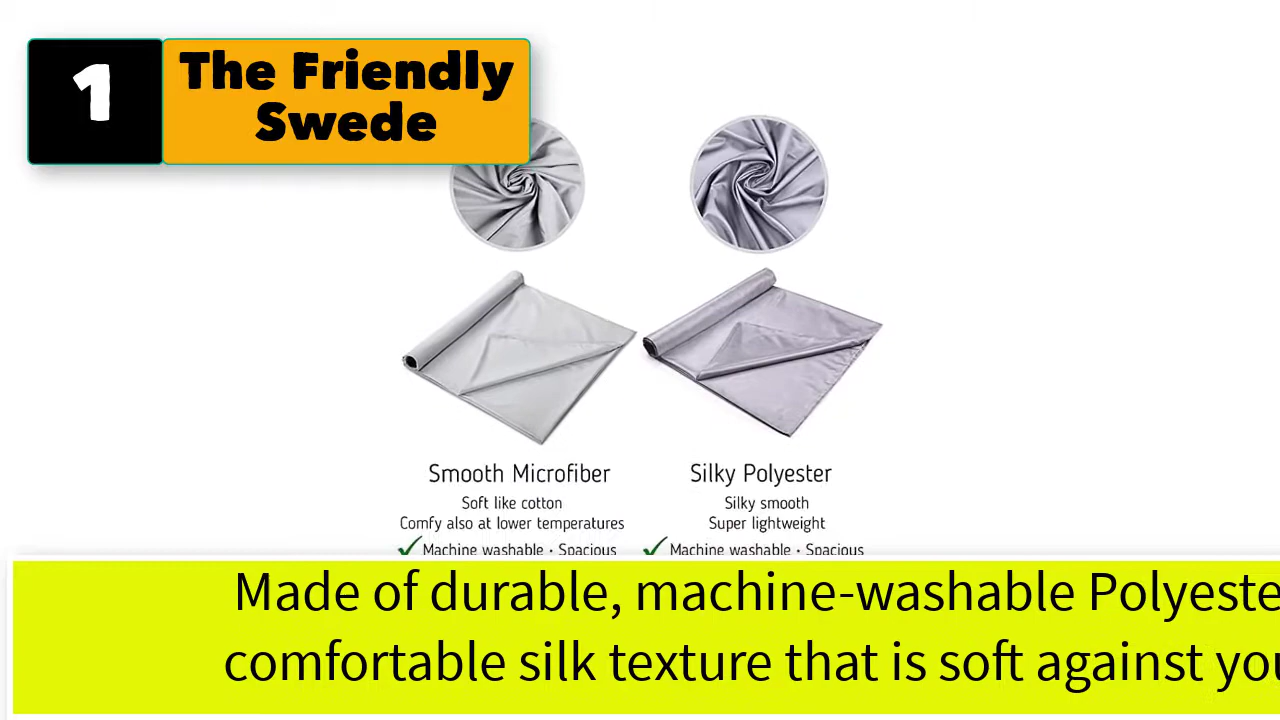 1
The Friendly
Swede
Smooth Microfiber
Soft like cotton
Comfy also at lower temperatures
Machine washable · Spacious
Silky Polyester
Silky smooth
Super lightweight
Machine washable · Spacious
Made of durable, machine-washable Polyeste
comfortable silk texture that is soft against you